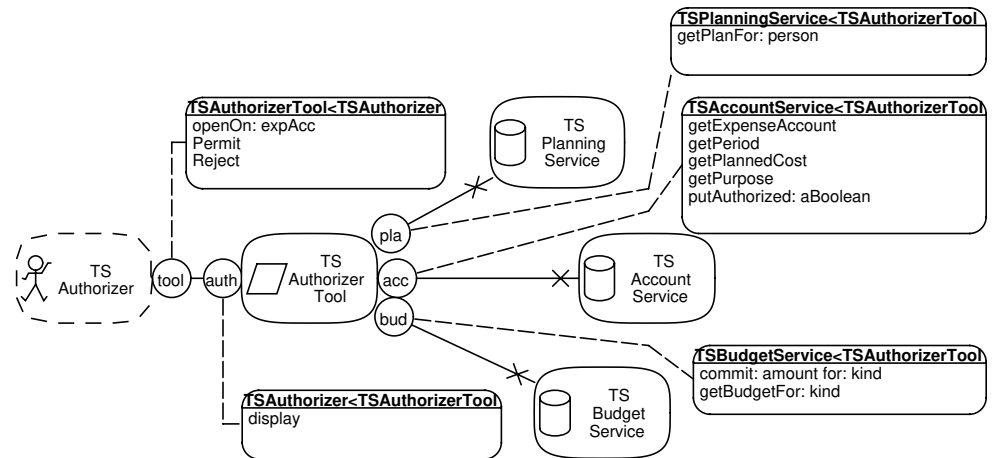 TSPlanningService<TSAuthorizerTool
getPlanFor: person
TSAuthorizerTool<TSAuthorizer
openOn: expAcc
Permit
Reject
TS
Planning
Service
TSAccountService<TSAuthorizerTool
getExpenseAccount
getPeriod
getPlannedCost
getPurpose
putAuthorized: aBoolean
TS
Authorizer
tool
auth
TS
Authorizer
Tool
pla
acc
bud
TS
Account
Service
TSBudgetService<TSAuthorizerTool
commit: amount for: kind
getBudgetFor: kind
TSAuthorizer<TSAuthorizerTool
display
TS
Budget
Service